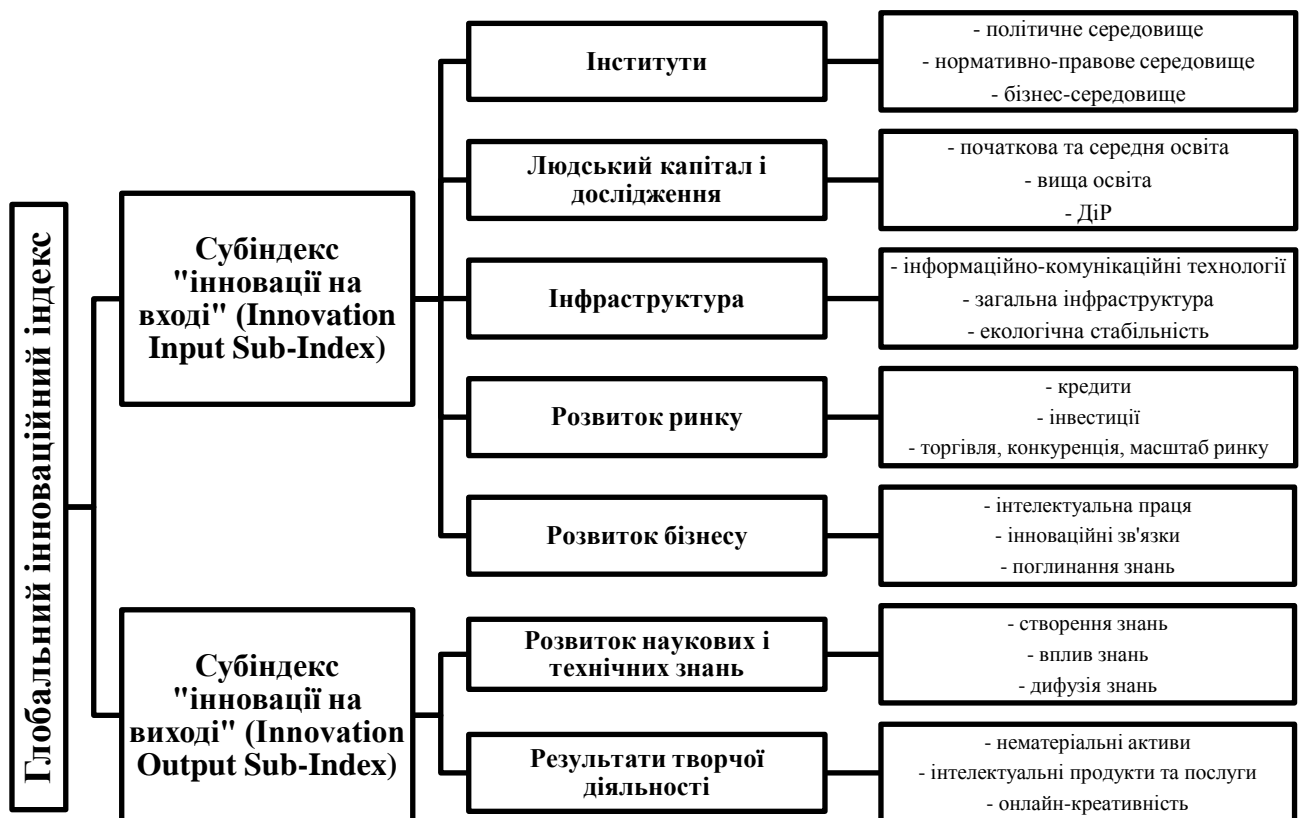 Глобальний інноваційний індекс
Субіндекс
"інновації на
вході" (Innovation
Input Sub-Index)
Інститути
- політичне середовище
- нормативно-правове середовище
- бізнес-середовище
Людський капітал і
дослідження
- початкова та середня освіта
- вища освіта
- ДіР
Інфраструктура
- інформаційно-комунікаційні технології
- загальна інфраструктура
- екологічна стабільність
Розвиток ринку
- кредити
- інвестиції
- торгівля, конкуренція, масштаб ринку
Розвиток бізнесу
- інтелектуальна праця
- інноваційні зв'язки
- поглинання знань
Субіндекс
"інновації на
виході" (Innovation
Output Sub-Index)
Розвиток наукових і
технічних знань
- створення знань
- вплив знань
- дифузія знань
Результати творчої
діяльності
- нематеріальні активи
- інтелектуальні продукти та послуги
- онлайн-креативність